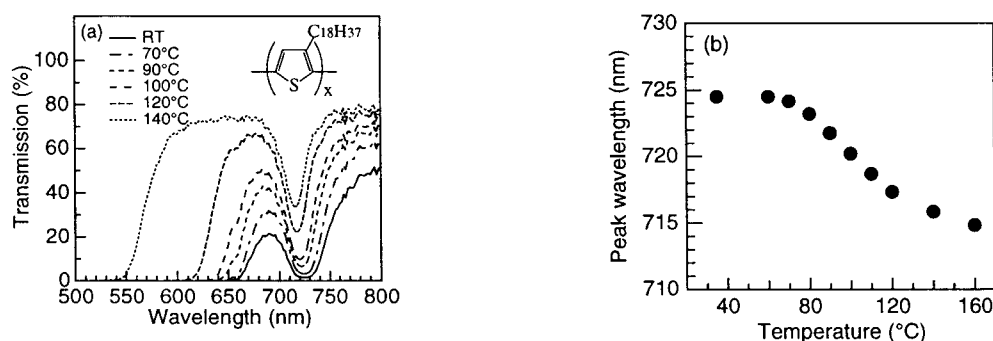 (a)
C18H37
S
x
RT
70°C
90°C
100°C
120°C
140°C
100
80
60
40
20
0
500 550 600 650 700 750 800
Transmission (%)
Wavelength (nm)
(b)
730
725
720
715
710
40 80 120 160
Peak wavelength (nm)
Temperature (°C)